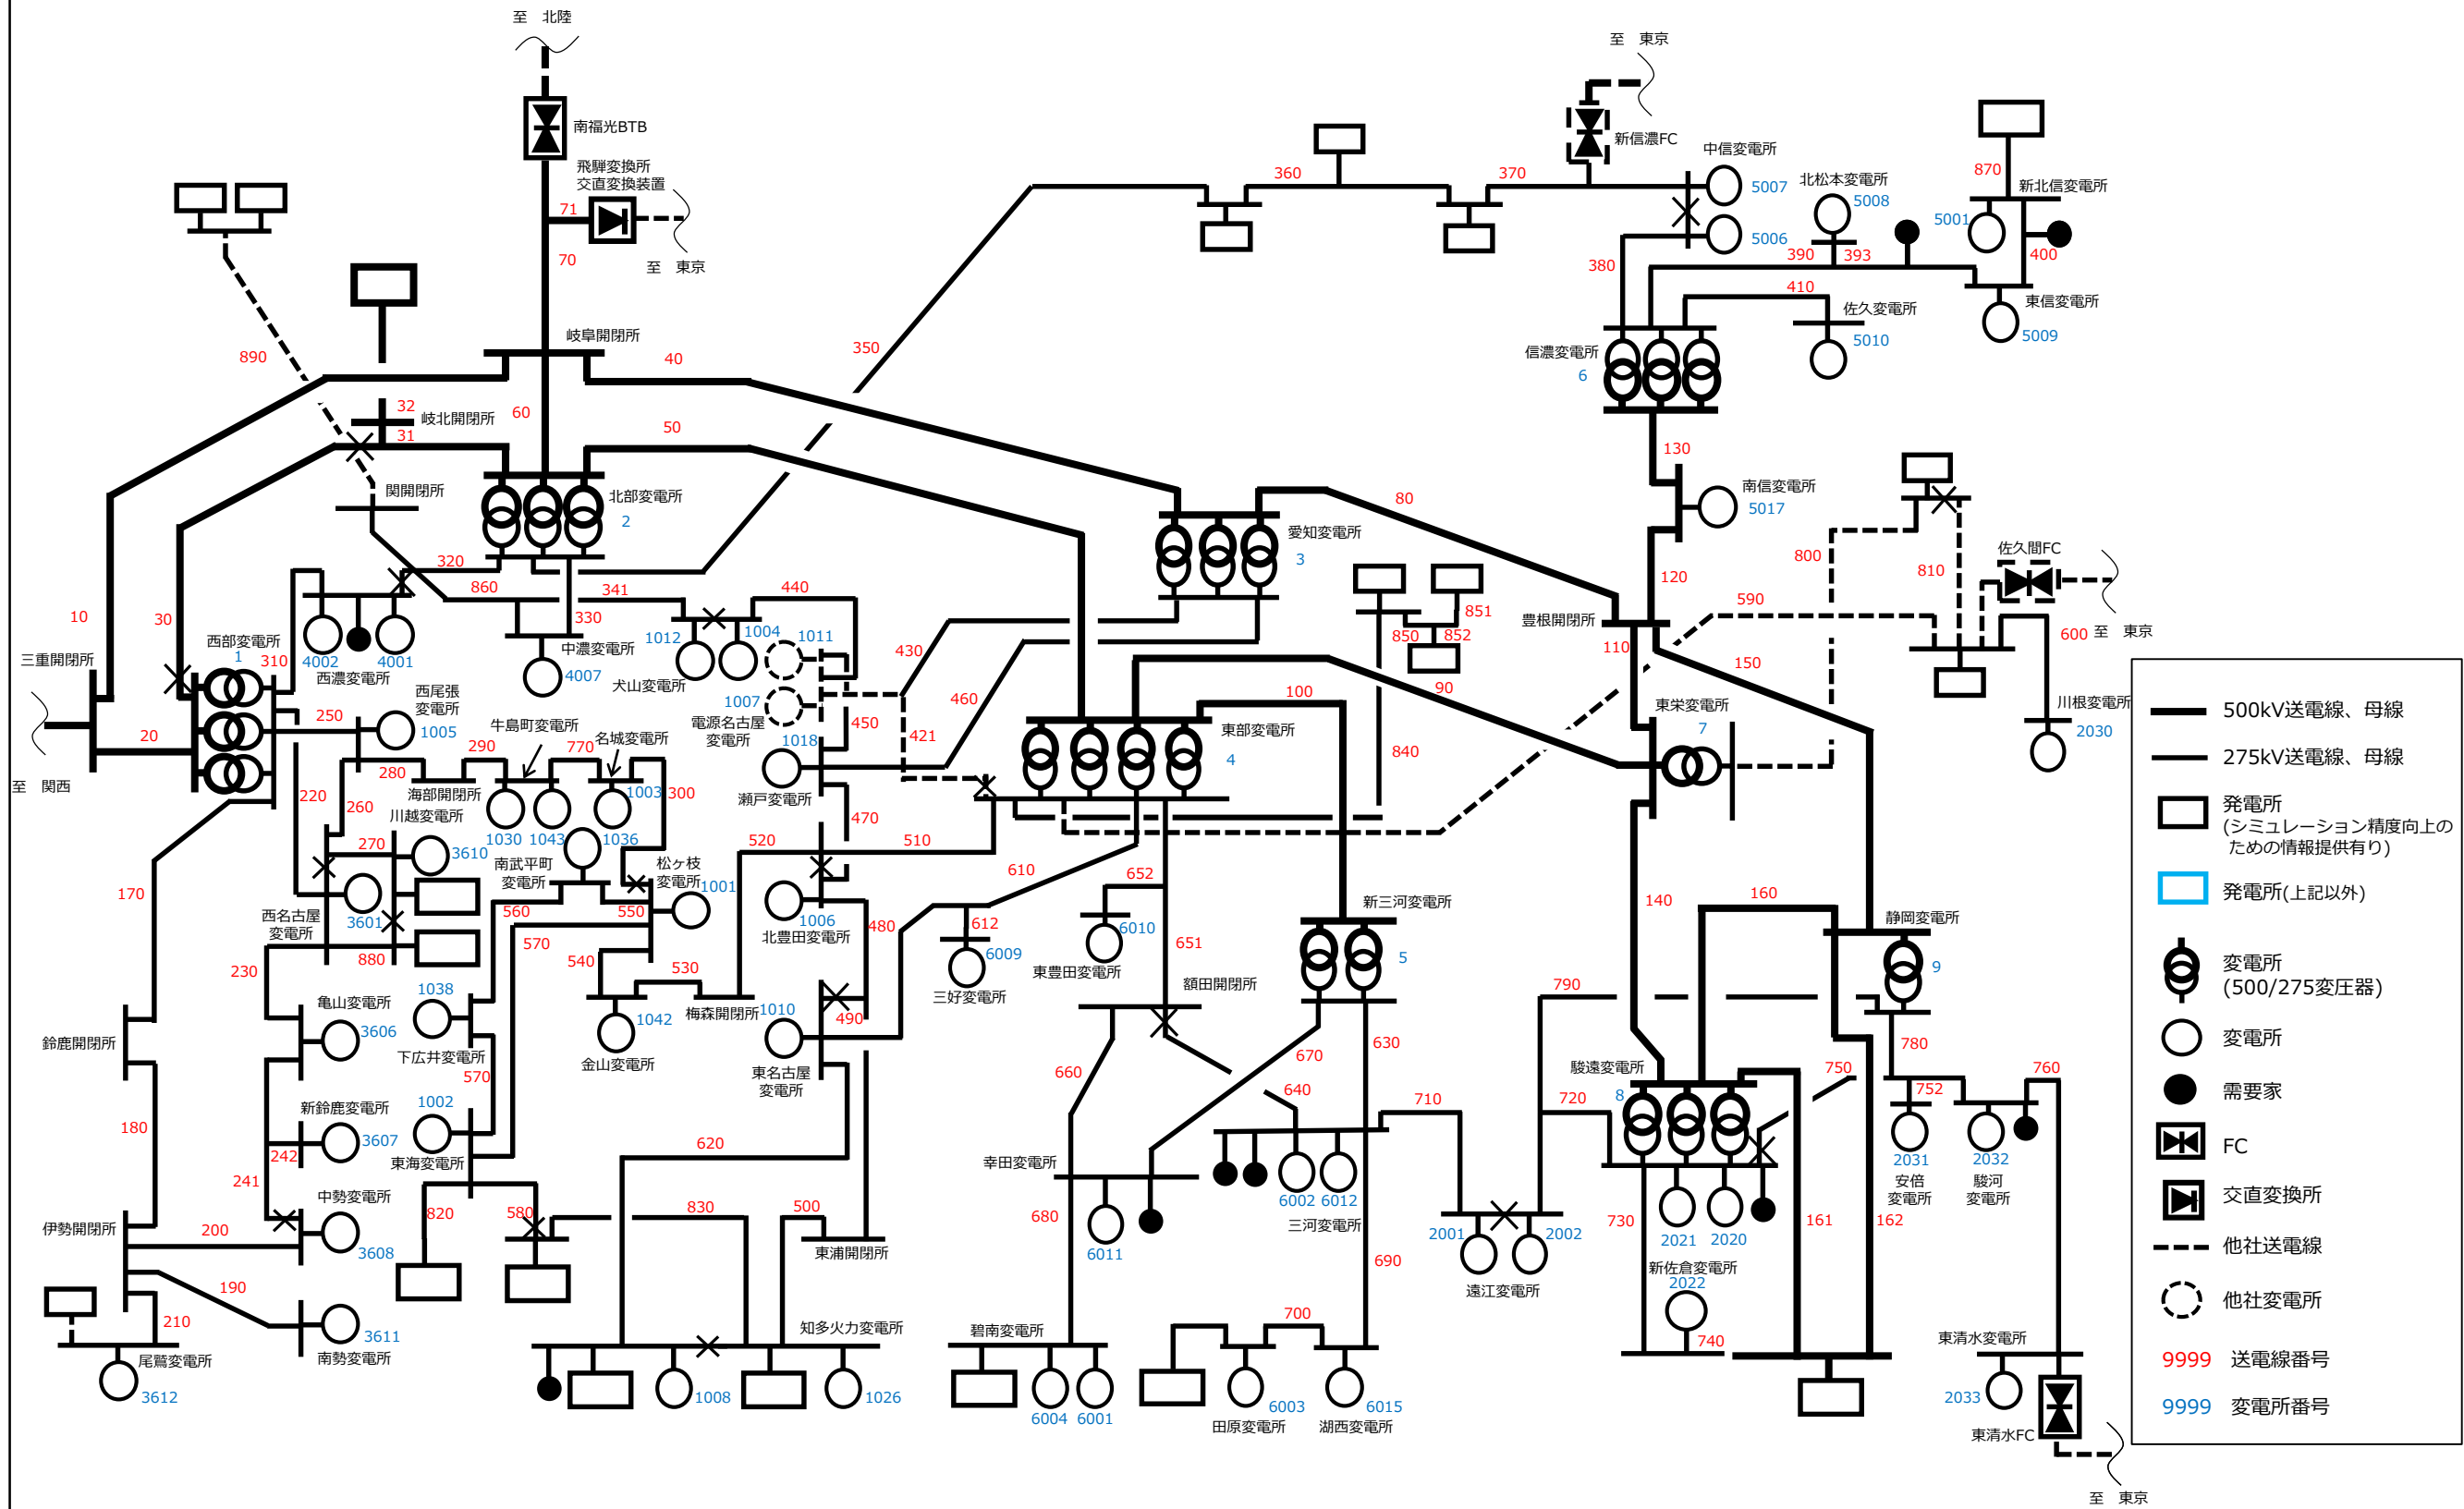 至 北陸
南福光BTB
飛騨変換所
交直変換装置
71
至 東京
70
至 東京
新信濃FC
360
370
中信変電所
5007
5006
北松本変電所
5008
870
新北信変電所
5001
400
380
390
393
410
東信変電所
5009
佐久変電所
5010
信濃変電所
6
890
岐阜開閉所
40
350
32
岐北開閉所
31
60
50
130
南信変電所
5017
関開閉所
北部変電所
2
愛知変電所
3
80
120
800
810
佐久間FC
590
600
至 東京
10
30
320
860
341
330
440
西部変電所
1
310
4002
4001
西濃変電所
中濃変電所
4007
1012
1004
犬山変電所
1011
1007
電源名古屋
変電所
430
450
421
460
850
851
852
840
豊根開閉所
110
150
90
東栄変電所
7
川根変電所
2030
三重開閉所
至 関西
20
250
西尾張
変電所
1005
290
牛島町変電所
770
名城変電所
280
海部開閉所
1030
1043
1003
1036
300
1018
瀬戸変電所
100
東部変電所
4
220
260
川越変電所
270
3610
南武平町
変電所
松ヶ枝
変電所
1001
470
520
510
610
652
170
西名古屋
変電所
3601
880
560
550
570
540
530
1006
北豊田変電所
480
612
6009
三好変電所
6010
東豊田変電所
651
新三河変電所
5
140
160
静岡変電所
9
230
亀山変電所
3606
1038
下広井変電所
570
1042
金山変電所
梅森開閉所
1010
490
東名古屋
変電所
額田開閉所
790
鈴鹿開閉所
180
新鈴鹿変電所
3607
242
241
1002
東海変電所
620
660
670
630
640
710
720
駿遠変電所
8
750
780
752
760
2031
安倍
変電所
2032
駿河
変電所
伊勢開閉所
200
中勢変電所
3608
190
210
3611
南勢変電所
尾鷲変電所
3612
820
580
830
500
東浦開閉所
知多火力変電所
1008
1026
幸田変電所
6011
680
6002
6012
三河変電所
690
700
碧南変電所
6004
6001
6003
田原変電所
6015
湖西変電所
2001
2002
遠江変電所
730
2021
2020
新佐倉変電所
2022
740
161
162
東清水変電所
2033
東清水FC
至 東京
500kV送電線、母線
275kV送電線、母線
発電所
(シミュレーション精度向上の
ための情報提供有り)
発電所(上記以外)
変電所
(500/275変圧器)
変電所
需要家
FC
交直変換所
他社送電線
他社変電所
9999 送電線番号
9999 変電所番号